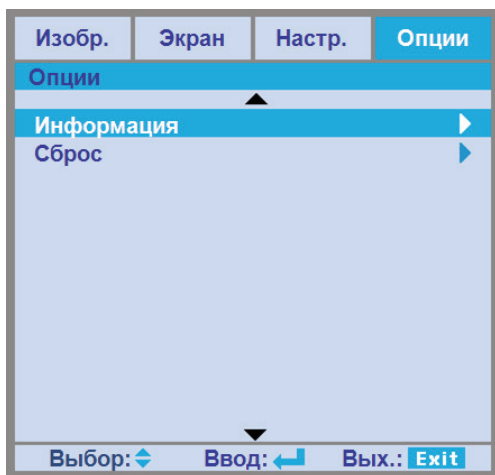 Изобр. Экран Настр. Опции
Опции
Информация
Сброс
Выбор: Ввод: Вых.: Exit